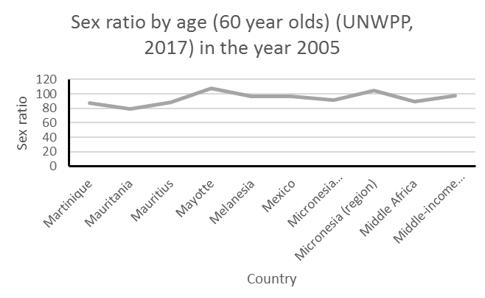 Sex ratio by age (60 year olds) (UNWPP,
2017) in the year 2005
120
100
80
60
40
20
0
Sex ratio
Martinique
Mauritania
Mauritius
Mayotte
Melanesia
Mexico
Micronesia…
Micronesia (region)
Middle Africa
Middle-income…
Country